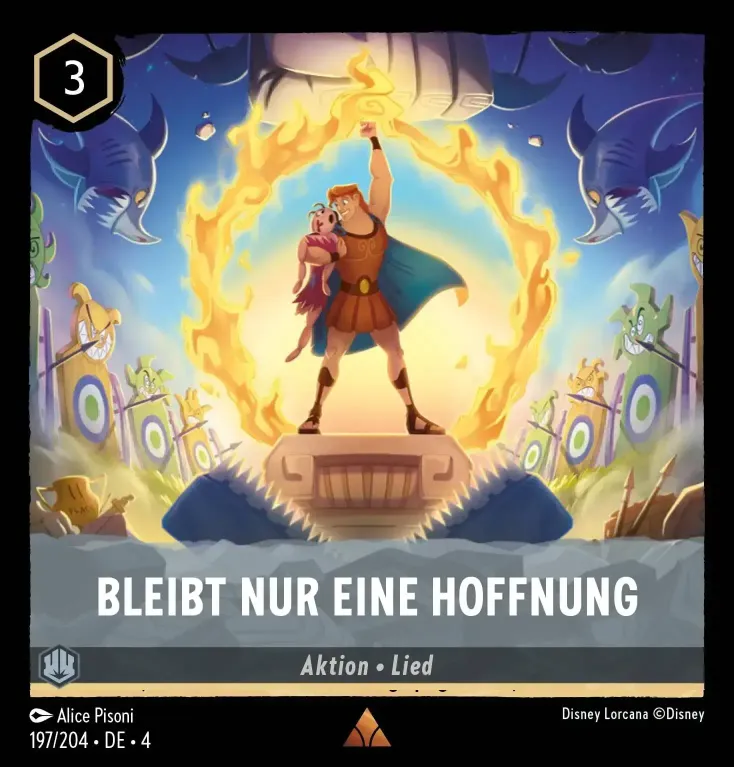 3
BLEIBT NUR EINE HOFFNUNG
Aktion • Lied
Alice Pisoni
Disney Lorcana ©Disney
197/204 • DE • 4